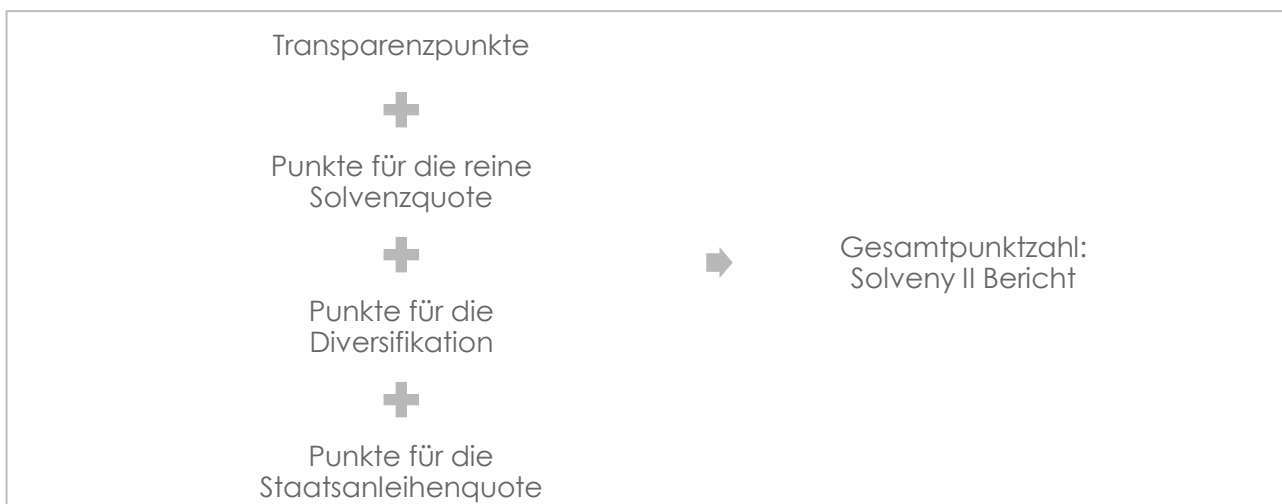 Transparenzpunkte
Punkte für die reine
Solvenzquote
Punkte für die
Diversifikation
Punkte für die
Staatsanleihenquote
Gesamtpunktzahl:
Solveny II Bericht